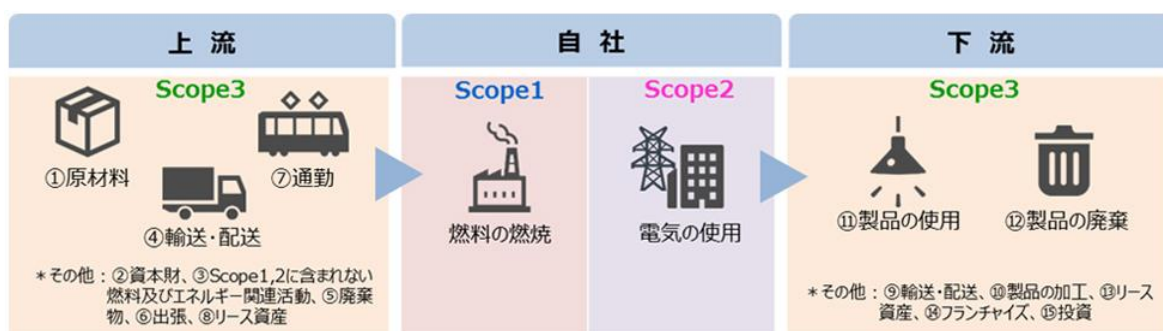 上 流
自 社
下 流
Scope3
Scope1
Scope2
Scope3
①原材料
⑦通勤
④輸送・配送
燃料の燃焼
電気の使用
⑪製品の使用
⑫製品の廃棄
＊その他：②資本財、③Scope1,2に含まれない
燃料及びエネルギー関連活動、⑤廃棄
物、⑥出張、⑧リース資産
＊その他：⑨輸送・配送、⑩製品の加工、⑬リース
資産、⑭フランチャイズ、⑮投資